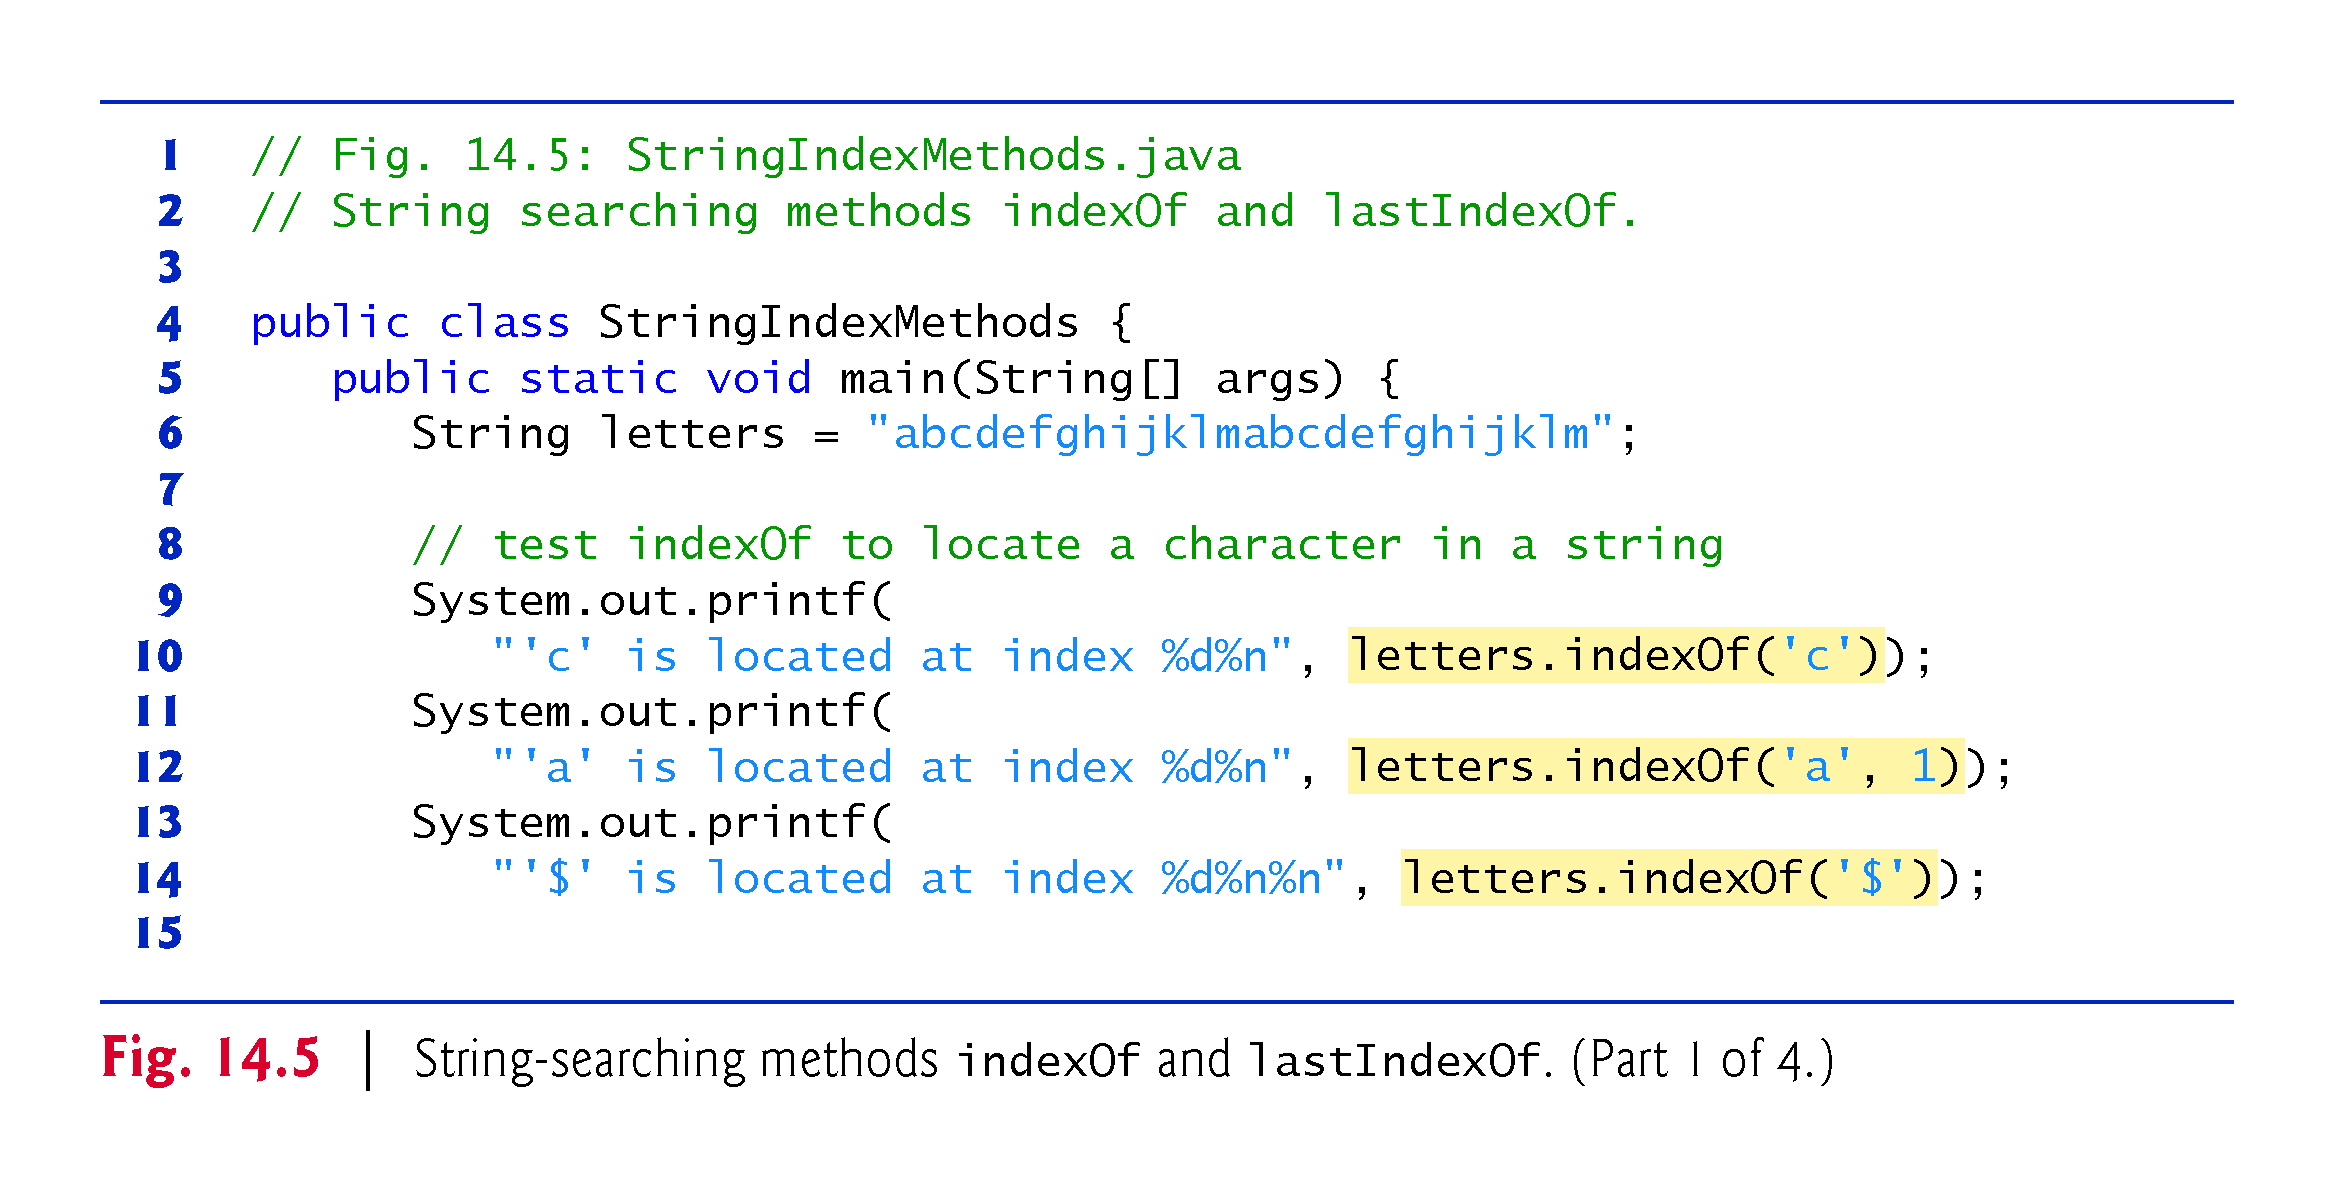 1 // Fig. 14.5: StringIndexMethods.java
2 // String searching methods indexOf and lastIndexOf.
3
4 public class StringIndexMethods {
5    public static void main(String[] args) {
6       String letters = "abcdefghijklmabcdefghijklm";
7
8       // test indexOf to locate a character in a string
9       System.out.printf(
10          "'c' is located at index %d%n", letters.indexOf('c'));
11       System.out.printf(
12          "'a' is located at index %d%n", letters.indexOf('a', 1));
13       System.out.printf(
14          "'$' is located at index %d%n%n", letters.indexOf('$'));
15
Fig. 14.5 | String-searching methods indexOf and lastIndexOf. (Part 1 of 4.)